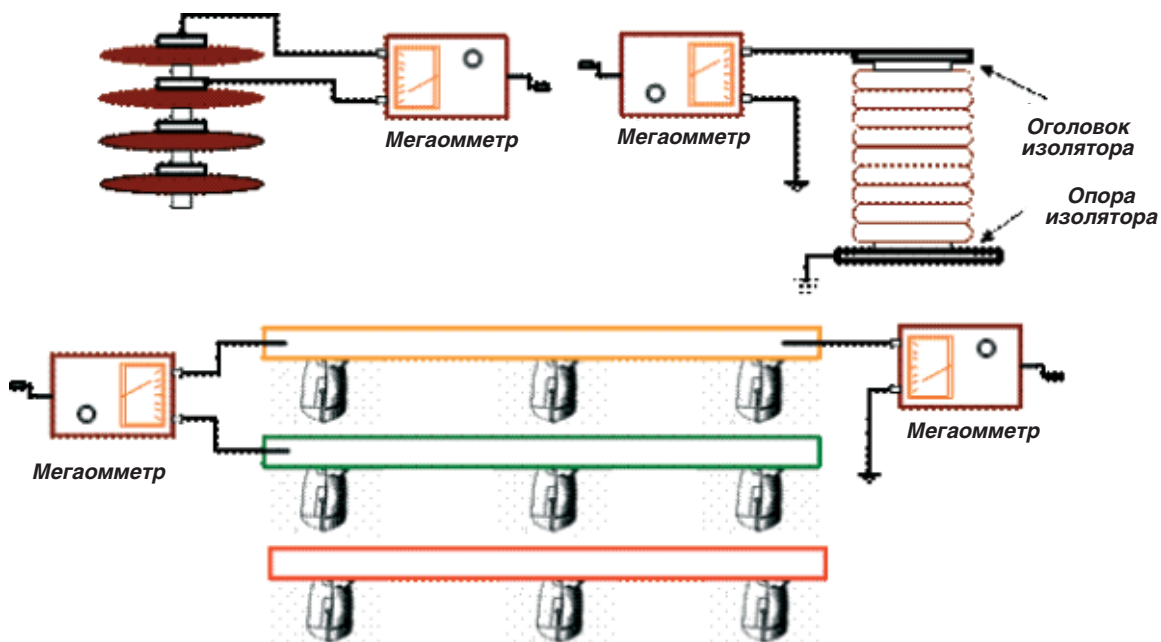 Мегаомметр
Мегаомметр
Оголовок
изолятора
Опора
изолятора
Мегаомметр
Мегаомметр